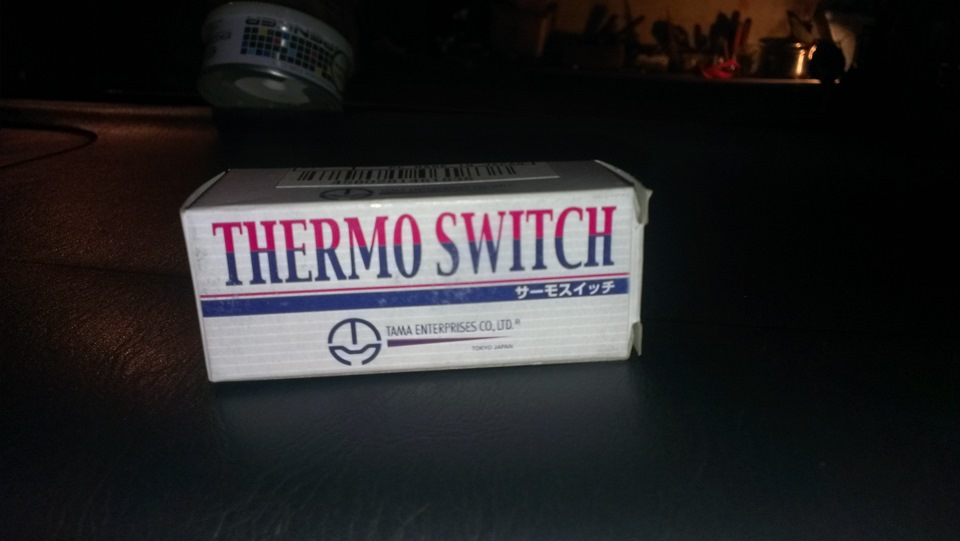 THERMO SWITCH
サーモスイッチ
TAMA ENTERPRISES CO., LTD.®
TOKYO JAPAN